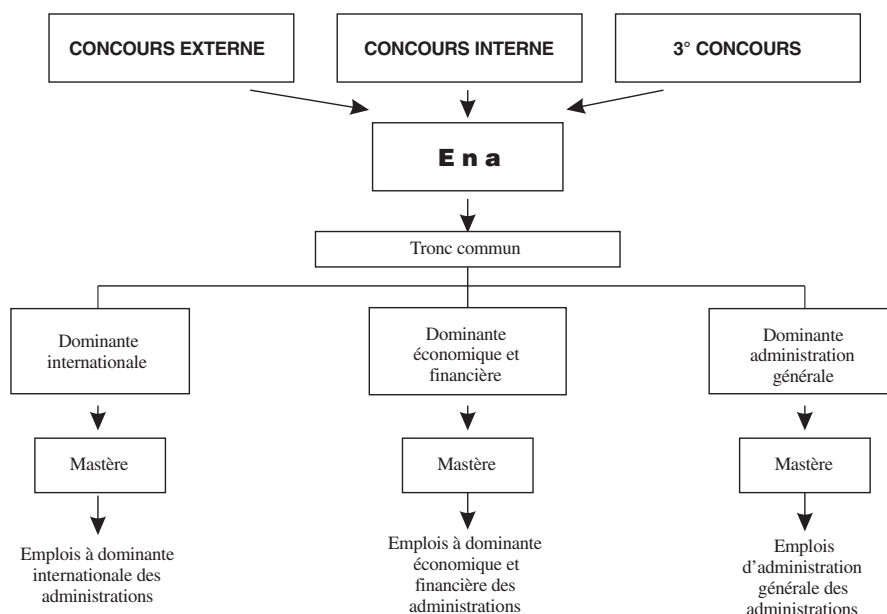 CONCOURS EXTERNE
CONCOURS INTERNE
3° CONCOURS
Ena
Tronc commun
Dominante
internationale
Dominante
économique et
financière
Dominante
administration
générale
Mastère
Mastère
Mastère
Emplois à dominante
internationale des
administrations
Emplois à dominante
économique et
financière des
administrations
Emplois
d'administration
générale des
administrations